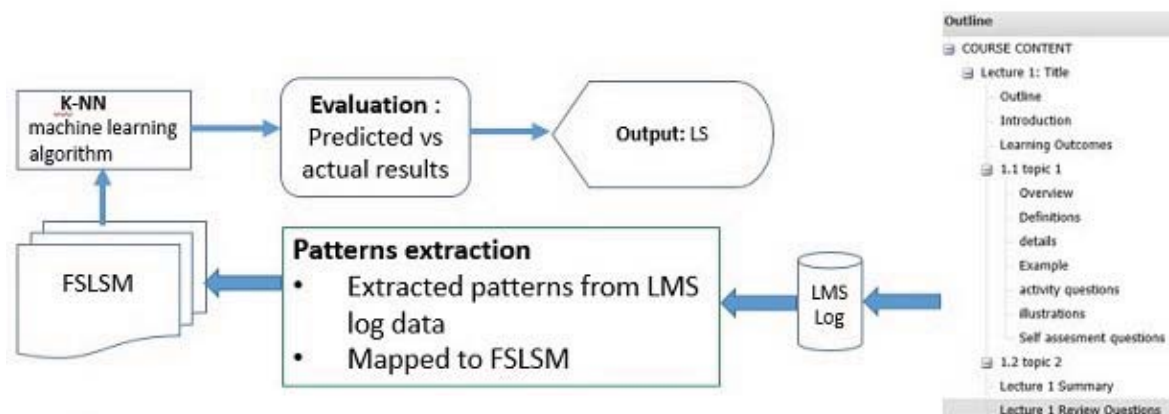 K-NN
machine learning
algorithm
Evaluation :
Predicted vs
actual results
Output: LS
FSLSM
Patterns extraction
• Extracted patterns from LMS
log data
• Mapped to FSLSM
LMS
Log
Outline
COURSE CONTENT
Lecture 1: Title
Outline
Introduction
Learning Outcomes
1.1 topic 1
Overview
Definitions
details
Example
activity questions
illustrations
Self assesment questions
1.2 topic 2
Lecture 1 Summary
Lecture 1 Review Questions